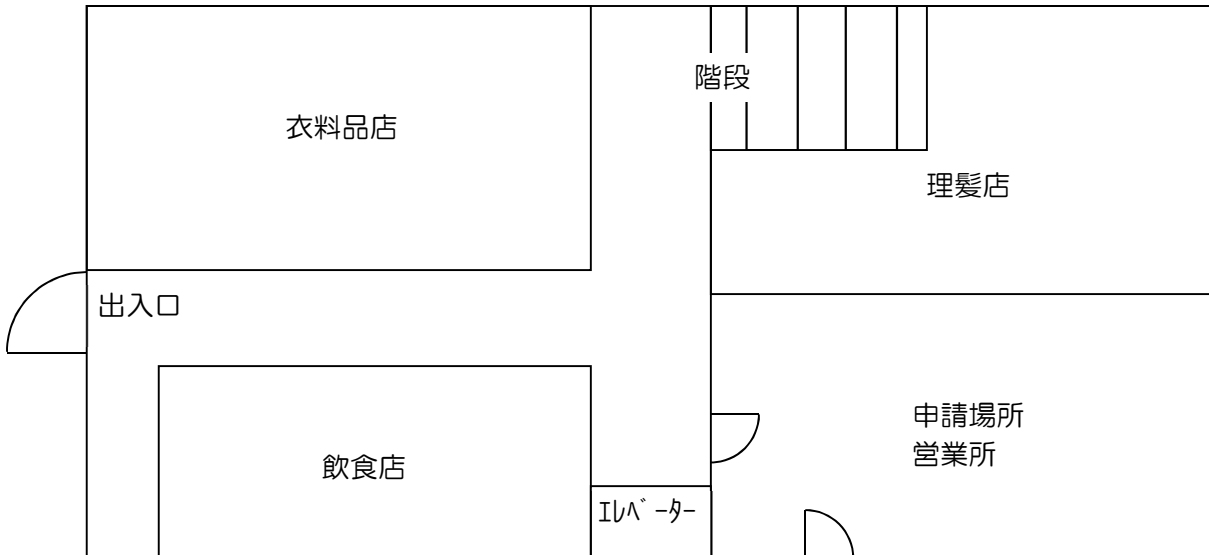 階段
衣料品店
理髪店
出入口
申請場所
営業所
飲食店
ｴﾚﾍﾞｰﾀｰ